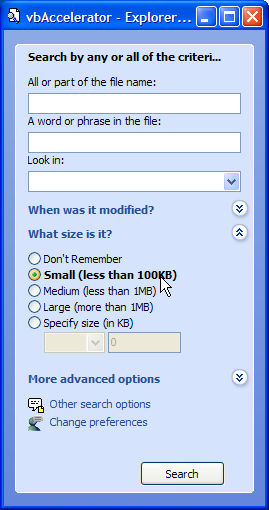 vbAccelerator - Explorer...
Search by any or all of the criteri...
All or part of the file name:
A word or phrase in the file:
Look in:
When was it modified?
What size is it?
Don't Remember
Small (less than 100KB)
Medium (less than 1MB)
Large (more than 1MB)
Specify size (in KB)
0
More advanced options
Other search options
Change preferences
Search